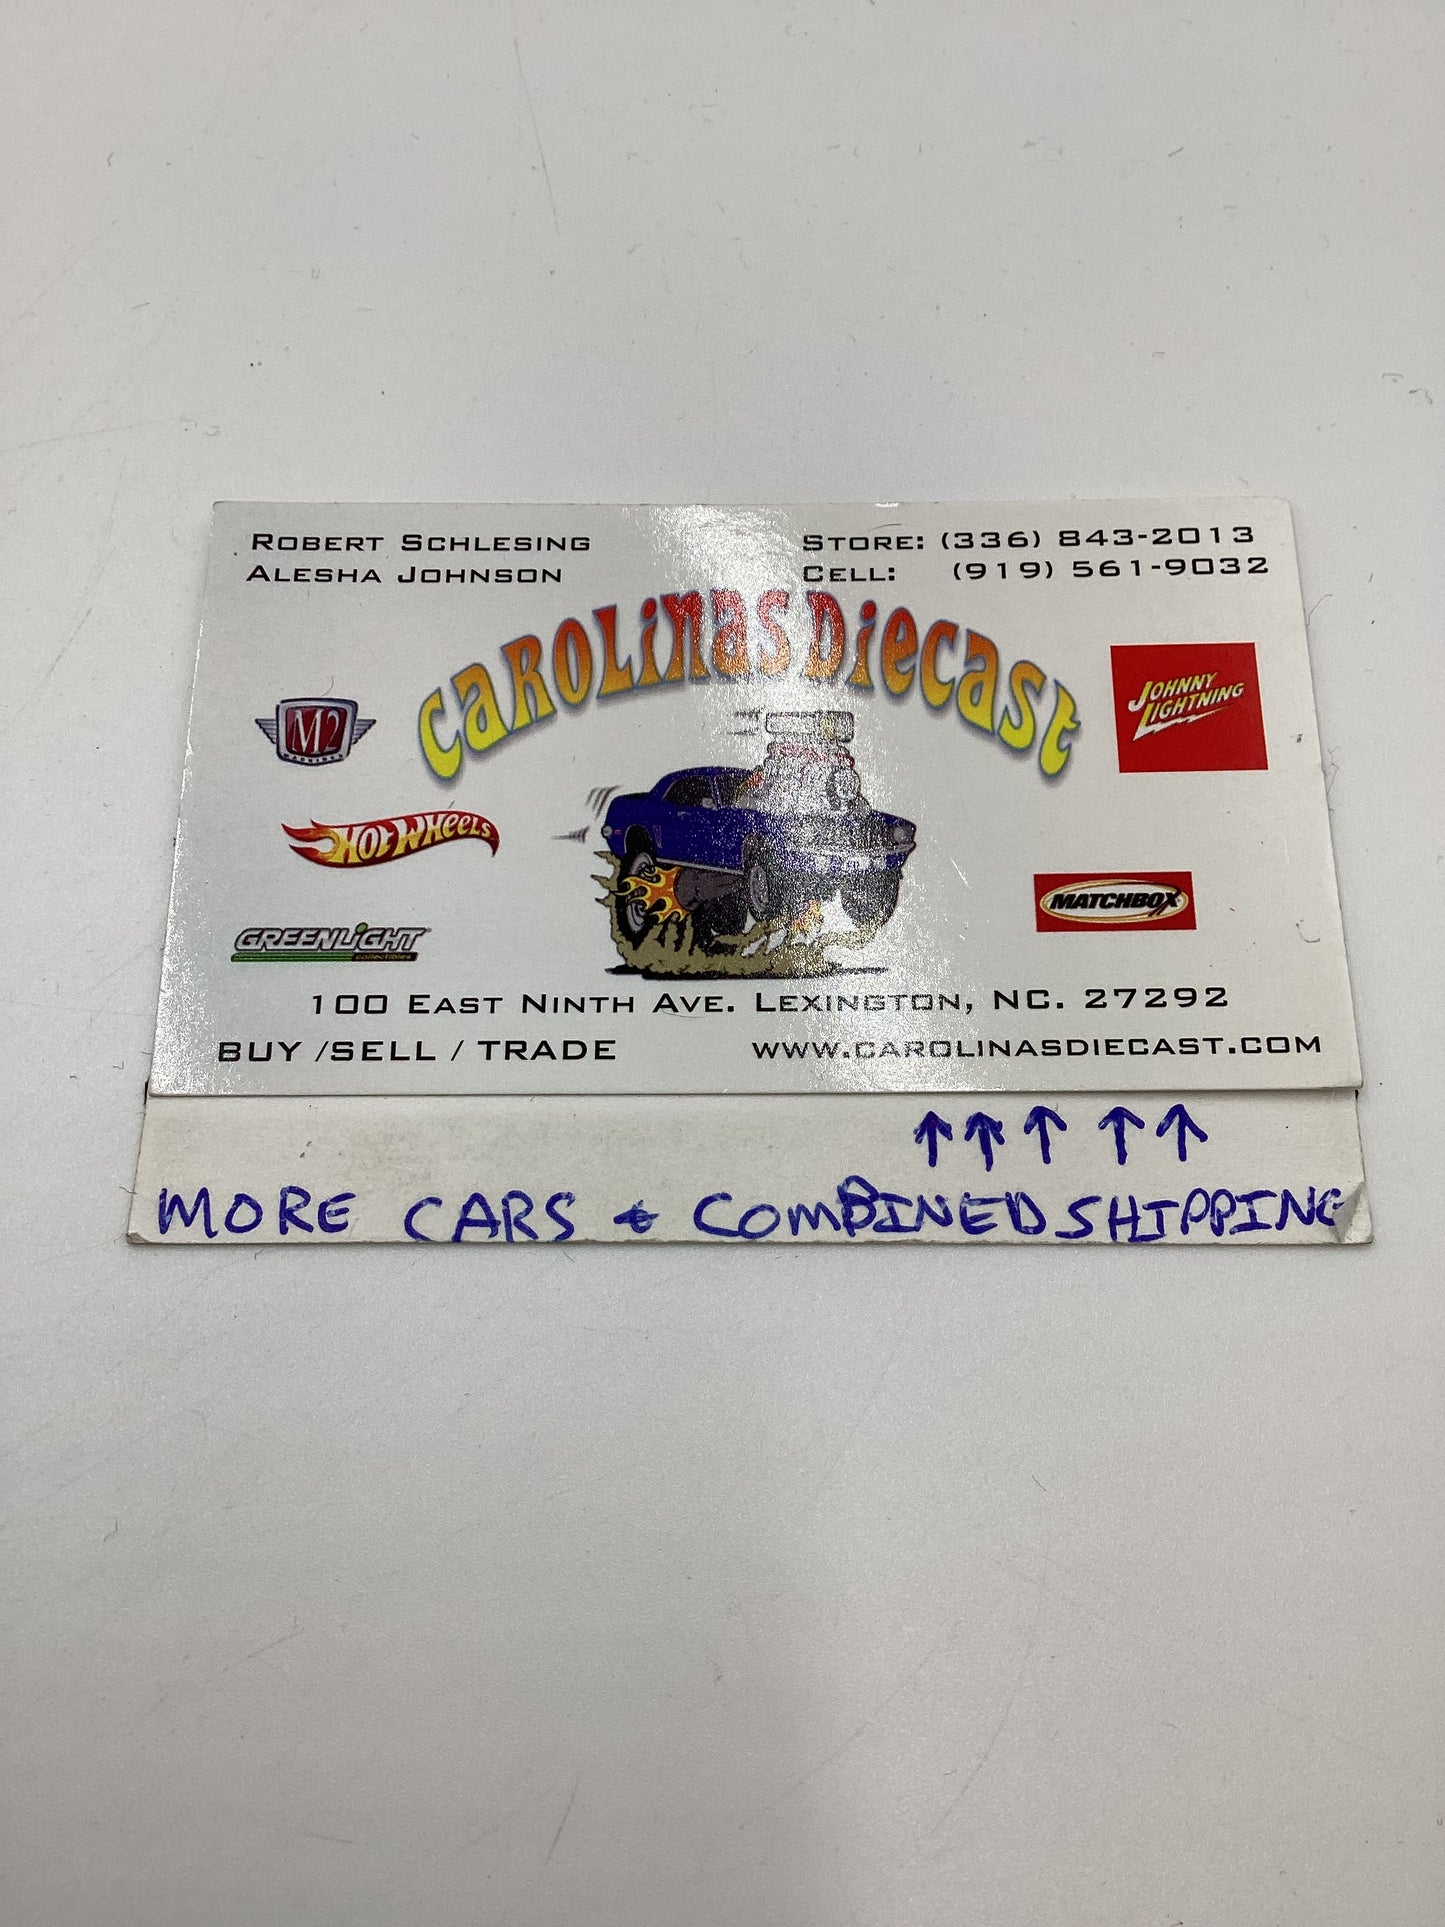 ROBERT SCHLESING
ALESHA JOHNSON
STORE: (336) 843-2013
CELL: (919) 561-9032
CAROLINAS DIECAST
M2
MACHINES
JOHNNY
LIGHTNING
HOT WHEELS
MATCHBOX
GREENLIGHT
collectibles
100 EAST NINTH AVE. LEXINGTON, NC. 27292
BUY /SELL / TRADE
WWW.CAROLINASDIECAST.COM
↑ ↑ ↑ ↑ ↑
MORE CARS & COMBINED SHIPPING